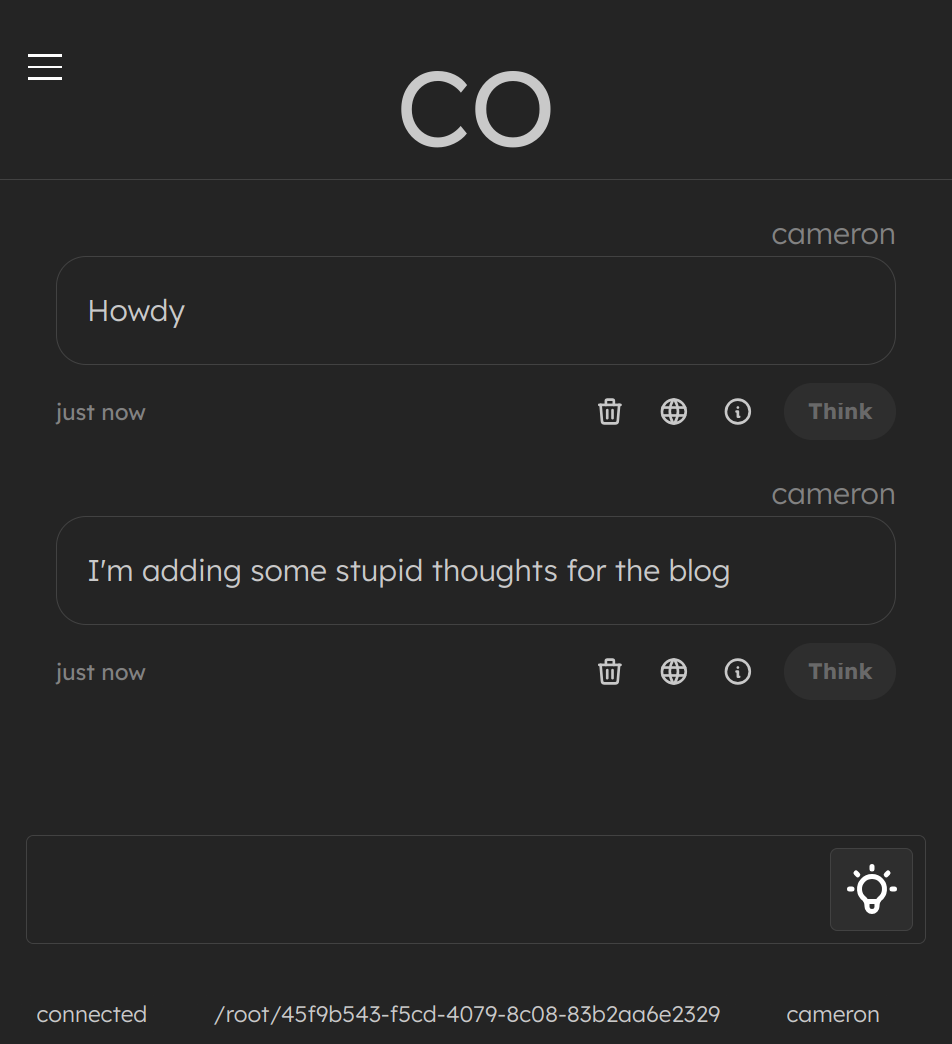 CO
cameron
Howdy
just now
Think
cameron
I'm adding some stupid thoughts for the blog
just now
Think
connected /root/45f9b543-f5cd-4079-8c08-83b2aa6e2329 cameron